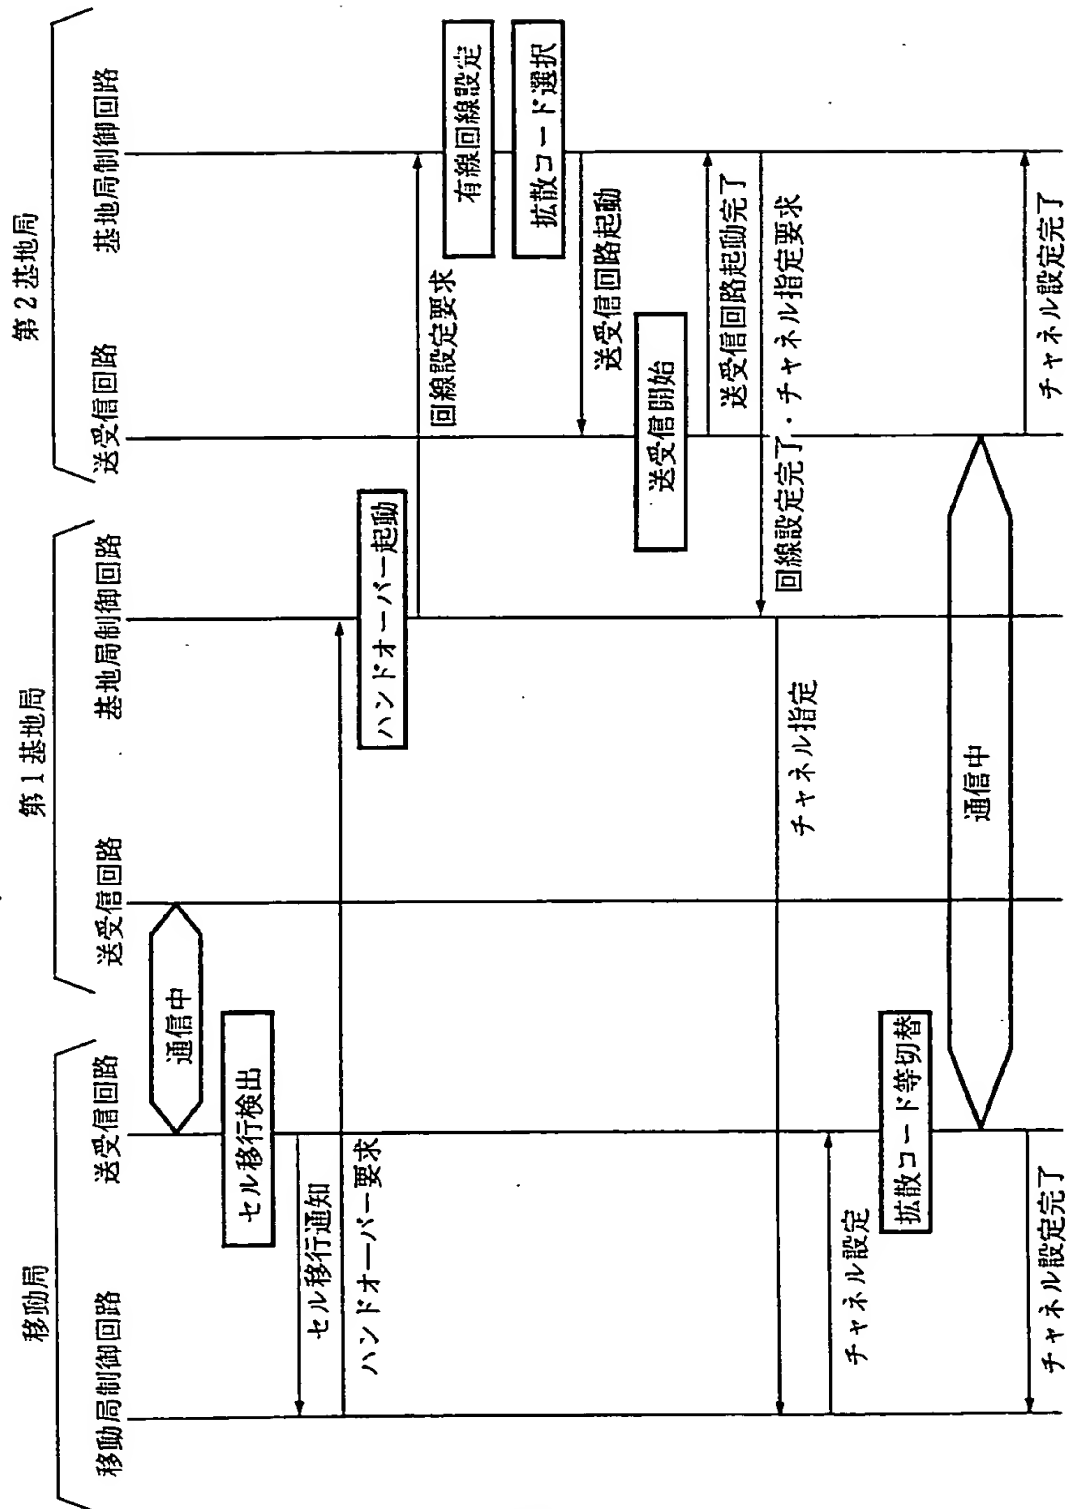 移動局
第1基地局
第2基地局
移動局制御回路
送受信回路
送受信回路
基地局制御回路
送受信回路
基地局制御回路
通信中
セル移行検出
セル移行通知
ハンドオーバー要求
ハンドオーバー起動
回線設定要求
有線回線設定
拡散コード選択
送受信回路起動
送受信開始
送受信回路起動完了
回線設定完了・チャネル指定要求
チャネル指定
チャネル設定
拡散コード等切替
通信中
チャネル設定完了
チャネル設定完了